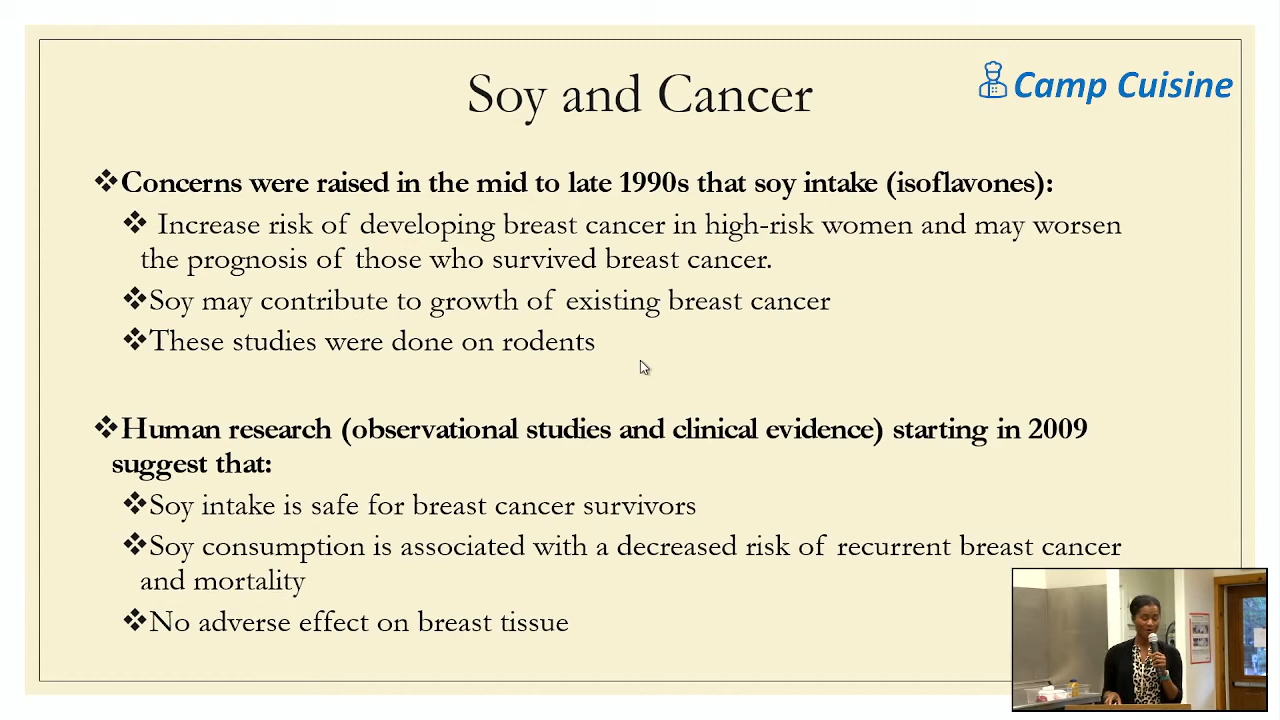 Soy and Cancer
Camp Cuisine
❖Concerns were raised in the mid to late 1990s that soy intake (isoflavones):
❖ Increase risk of developing breast cancer in high-risk women and may worsen
the prognosis of those who survived breast cancer.
❖Soy may contribute to growth of existing breast cancer
❖These studies were done on rodents
❖Human research (observational studies and clinical evidence) starting in 2009
suggest that:
❖Soy intake is safe for breast cancer survivors
❖Soy consumption is associated with a decreased risk of recurrent breast cancer
and mortality
❖No adverse effect on breast tissue